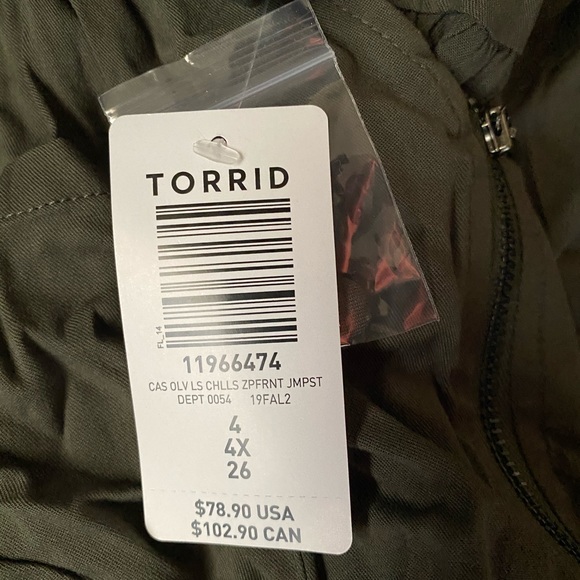 TORRID
FL_14
11966474
CAS OLV LS CHLLS ZPFRNT JMPST
DEPT 0054 19FAL2
4
4X
26
$78.90 USA
$102.90 CAN